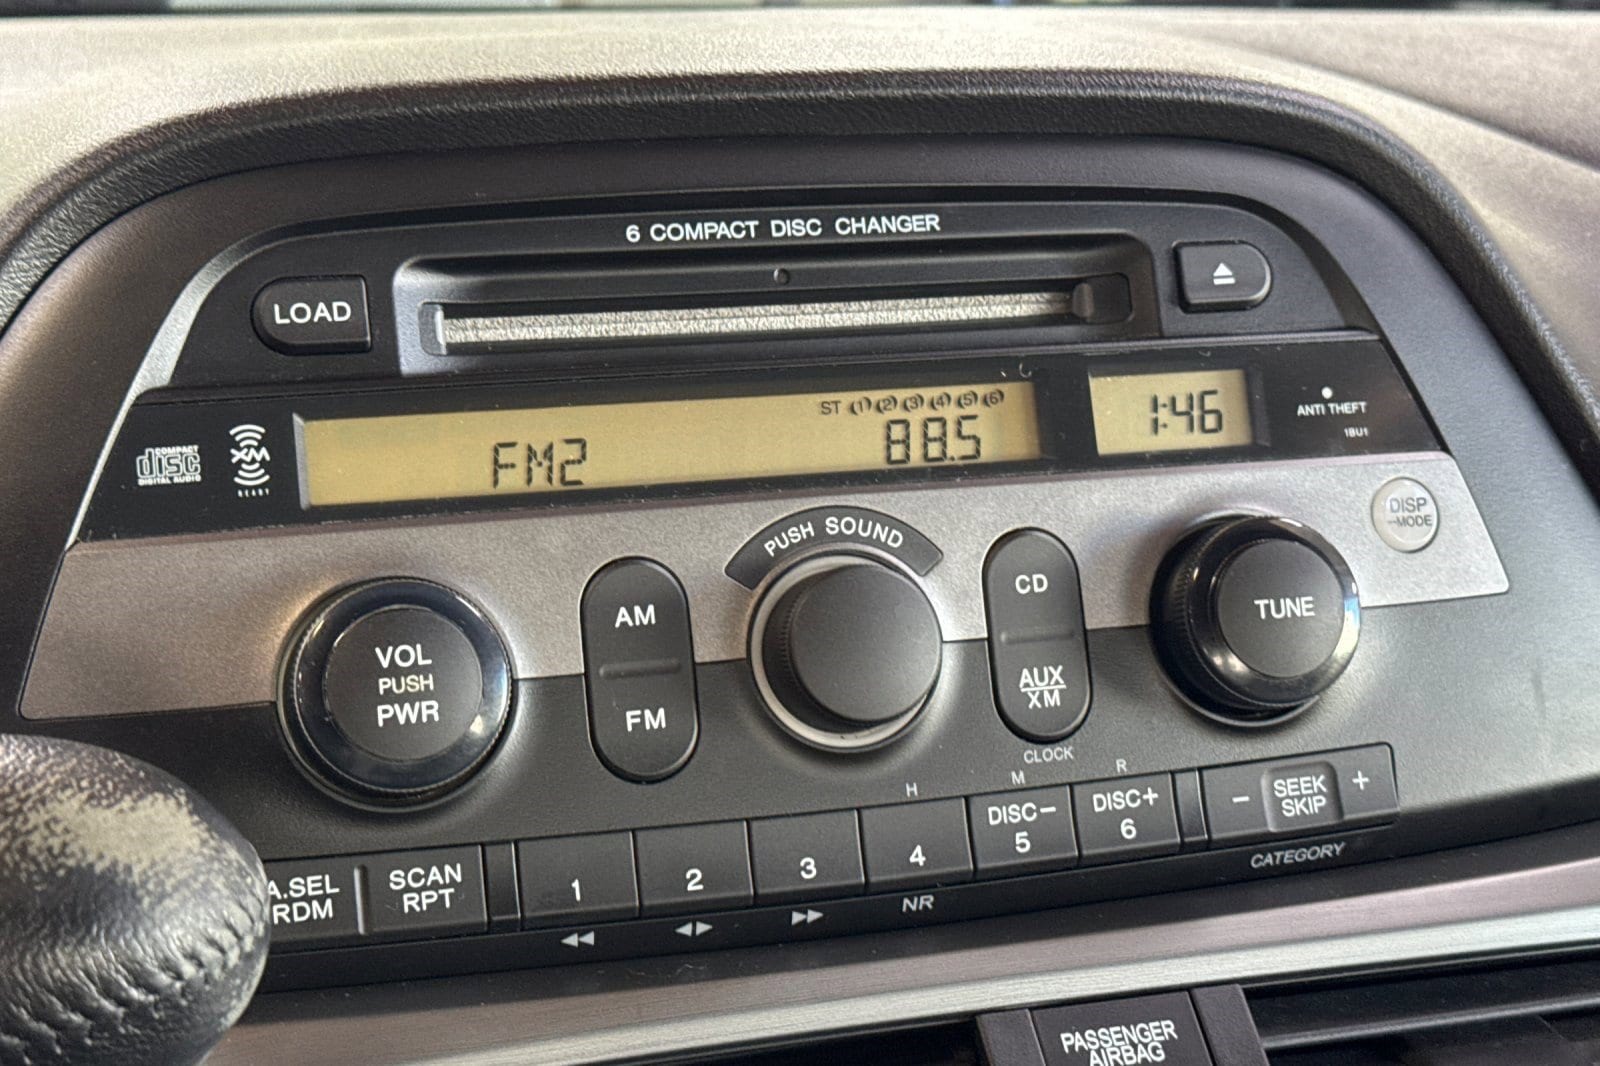 6 COMPACT DISC CHANGER
LOAD
COMPACT
disc
DIGITAL AUDIO
XM
READY
ST 1 2 3 4 5 6
FM2 88.5
1:46
ANTI THEFT
1BU1
DISP
MODE
PUSH SOUND
VOL
PUSH
PWR
AM
FM
CD
AUX
XM
TUNE
CLOCK
H M R
A.SEL
RDM
SCAN
RPT
1
2
3
4
DISC-
5
DISC+
6
- SEEK +
SKIP
NR
CATEGORY
PASSENGER
AIRBAG